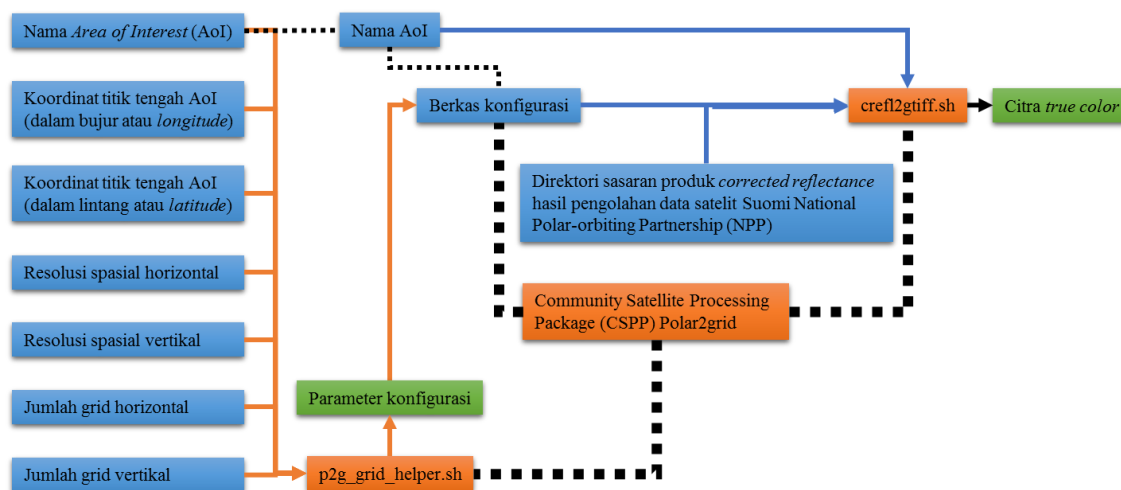 Nama Area of Interest (AoI)
Nama AoI
Koordinat titik tengah AoI
(dalam bujur atau longitude)
Berkas konfigurasi
crefl2gtiff.sh
Citra true color
Koordinat titik tengah AoI
(dalam lintang atau latitude)
Direktori sasaran produk corrected reflectance
hasil pengolahan data satelit Suomi National
Polar-orbiting Partnership (NPP)
Resolusi spasial horizontal
Community Satellite Processing
Package (CSPP) Polar2grid
Resolusi spasial vertikal
Jumlah grid horizontal
Parameter konfigurasi
Jumlah grid vertikal
p2g_grid_helper.sh